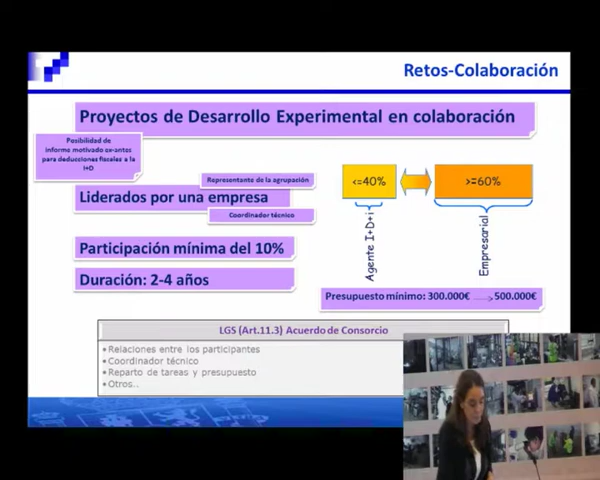 Retos-Colaboración
Proyectos de Desarrollo Experimental en colaboración
Posibilidad de
informe motivado ex-antes
para deducciones fiscales a la
I+D
Representante de la agrupación
Liderados por una empresa
Coordinador técnico
<=40%
>=60%
Agente I+D+i
Empresarial
Participación mínima del 10%
Duración: 2-4 años
Presupuesto mínimo: 300.000€ 500.000€
LGS (Art.11.3) Acuerdo de Consorcio
• Relaciones entre los participantes
• Coordinador técnico
• Reparto de tareas y presupuesto
• Otros..